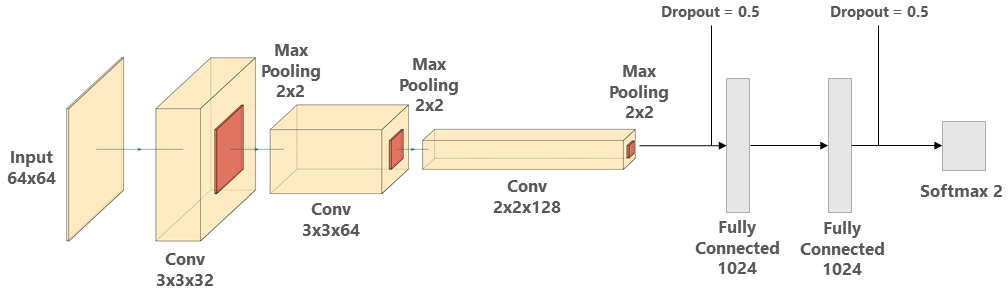 Input
64x64
Conv
3x3x32
Max
Pooling
2x2
Conv
3x3x64
Max
Pooling
2x2
Conv
2x2x128
Max
Pooling
2x2
Dropout = 0.5
Fully
Connected
1024
Fully
Connected
1024
Dropout = 0.5
Softmax 2